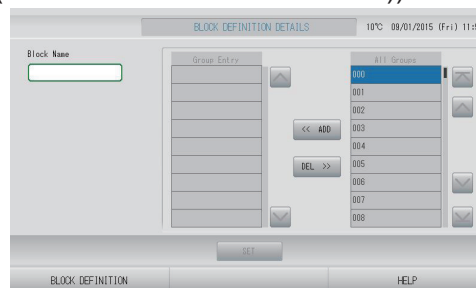 BLOCK DEFINITION DETAILS
10℃ 09/01/2015 (Fri)
Block Name
Group Entry
All Groups
000
001
002
003
004
005
006
007
008
<< ADD
DEL >>
SET
BLOCK DEFINITION
HELP